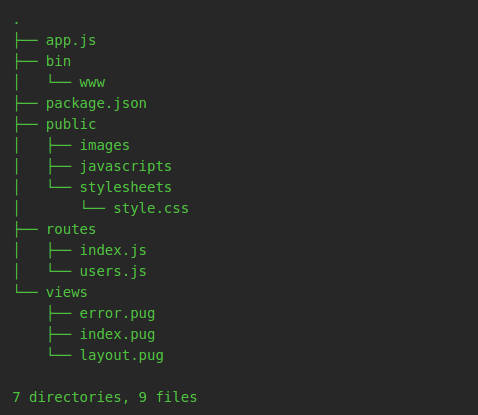 .
├── app.js
├── bin
│   └── www
├── package.json
├── public
│   ├── images
│   ├── javascripts
│   └── stylesheets
│       └── style.css
├── routes
│   ├── index.js
│   └── users.js
└── views
    ├── error.pug
    ├── index.pug
    └── layout.pug

7 directories, 9 files